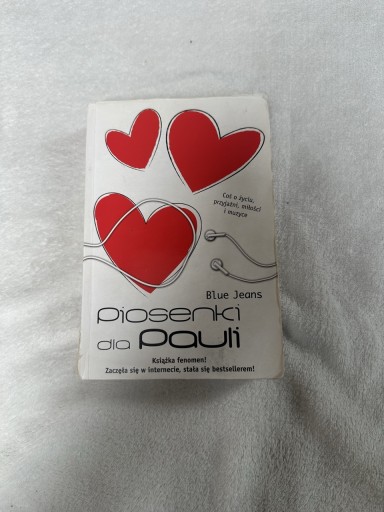 Coś o życiu,
przyjaźni, miłości
i muzyce
Blue Jeans
Piosenki
dla Pauli
Książka fenomen!
Zaczęła się w internecie, stała się bestsellerem!